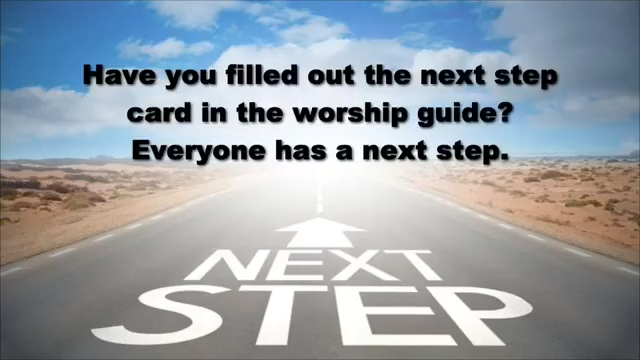 Have you filled out the next step
card in the worship guide?
Everyone has a next step.
NEXT
STEP